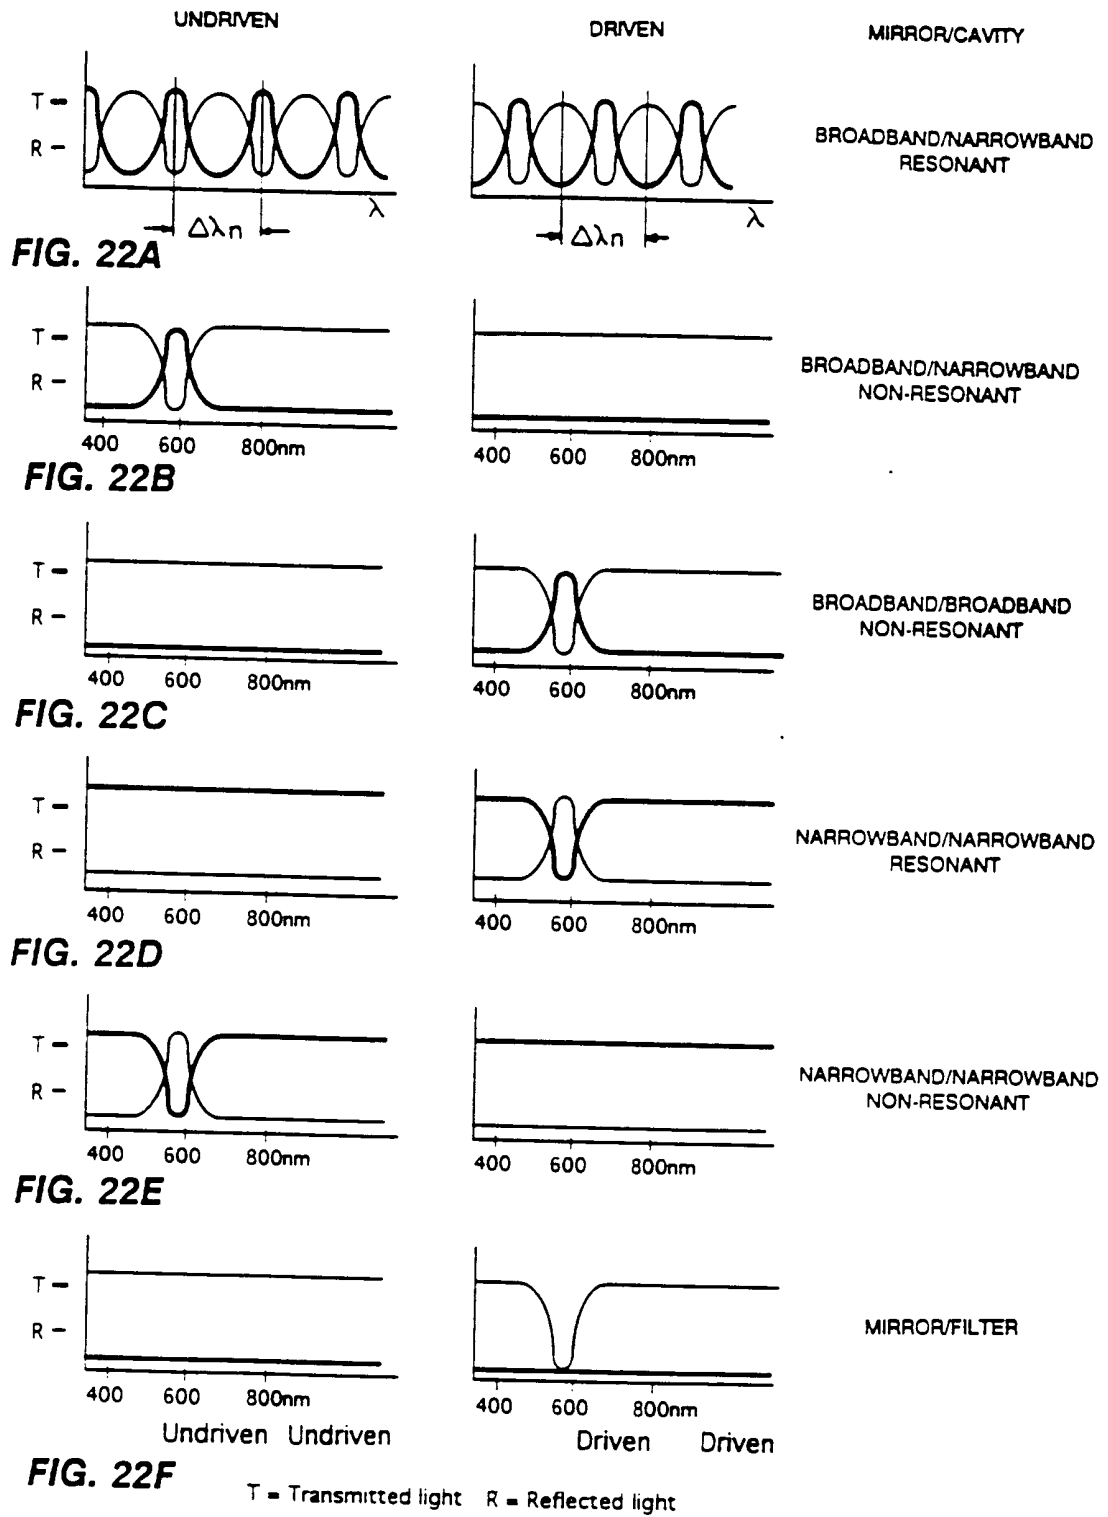 UNDRIVEN
DRIVEN
MIRROR/CAVITY
T
R
λ
Δλn
λ
Δλn
BROADBAND/NARROWBAND
RESONANT
FIG. 22A
T
R
400 600 800nm
400 600 800nm
BROADBAND/NARROWBAND
NON-RESONANT
FIG. 22B
T
R
400 600 800nm
400 600 800nm
BROADBAND/BROADBAND
NON-RESONANT
FIG. 22C
T
R
400 600 800nm
400 600 800nm
NARROWBAND/NARROWBAND
RESONANT
FIG. 22D
T
R
400 600 800nm
400 600 800nm
NARROWBAND/NARROWBAND
NON-RESONANT
FIG. 22E
T
R
400 600 800nm
400 600 800nm
MIRROR/FILTER
Undriven Undriven
Driven Driven
FIG. 22F
T = Transmitted light R = Reflected light